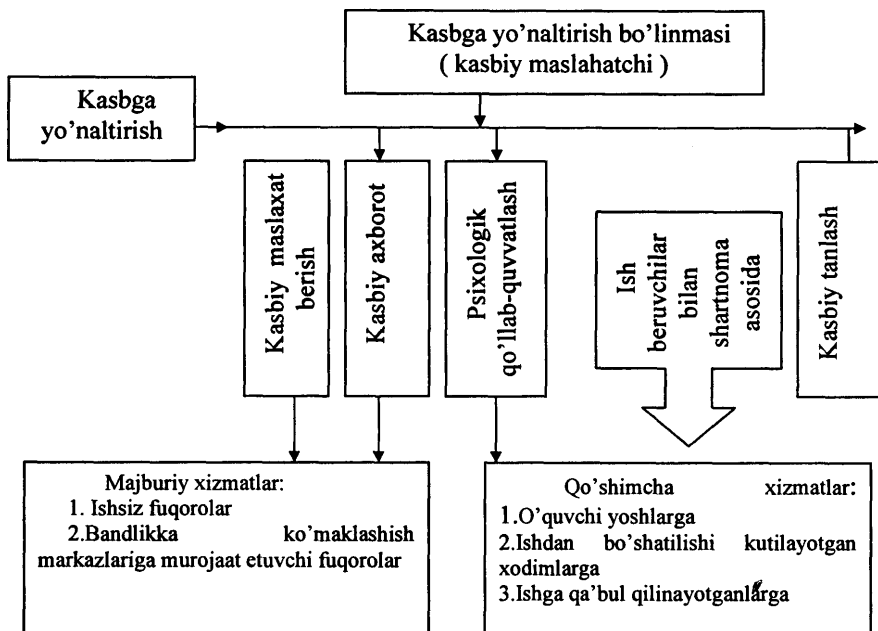 Kasbga yo'naltirish bo'linmasi
( kasbiy maslahatchi )
Kasbga
yo'naltirish
Kasbiy maslaxat
berish
Kasbiy axborot
Psixologik
qo'llab-quvvatlash
Ish
beruvchilar
bilan
shartnoma
asosida
Kasbiy tanlash
Majburiy xizmatlar:
1. Ishsiz fuqorolar
2.Bandlikka ko'maklashish
markazlariga murojaat etuvchi fuqorolar
Qo'shimcha xizmatlar:
1.O'quvchi yoshlarga
2.Ishdan bo'shatilishi kutilayotgan
xodimlarga
3.Ishga qa'bul qilinayotganlarga